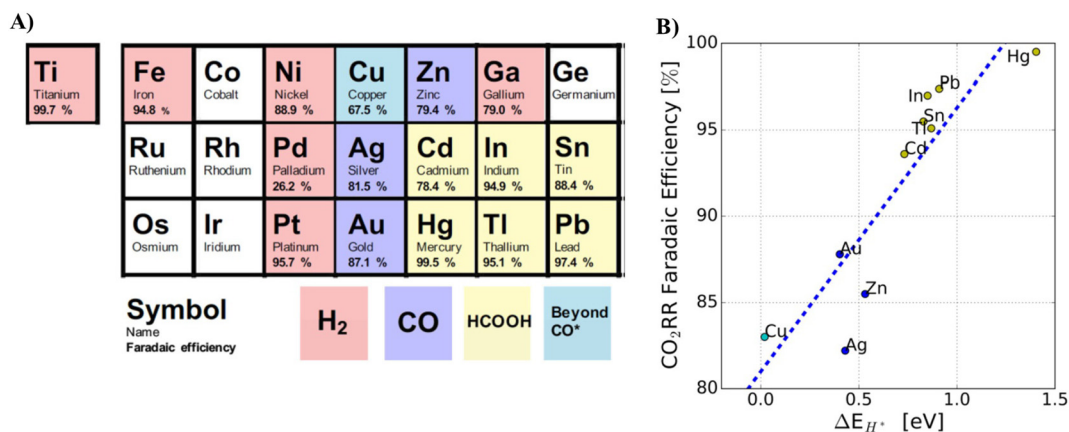 A)
Ti
Titanium
99.7 %
Fe
Iron
94.8 %
Co
Cobalt
Ni
Nickel
88.9 %
Cu
Copper
67.5 %
Zn
Zinc
79.4 %
Ga
Gallium
79.0 %
Ge
Germanium
Ru
Ruthenium
Rh
Rhodium
Pd
Palladium
26.2 %
Ag
Silver
81.5 %
Cd
Cadmium
78.4 %
In
Indium
94.9 %
Sn
Tin
88.4 %
Os
Osmium
Ir
Iridium
Pt
Platinum
95.7 %
Au
Gold
87.1 %
Hg
Mercury
99.5 %
Tl
Thallium
95.1 %
Pb
Lead
97.4 %
Symbol
Name
Faradaic efficiency
H₂
CO
HCOOH
Beyond
CO*
B)
CO₂RR Faradaic Efficiency [%]
100
95
90
85
80
Hg
Pb
In
Sn
Tl
Cd
Au
Zn
Cu
Ag
0.0 0.5 1.0 1.5
ΔE_H* [eV]